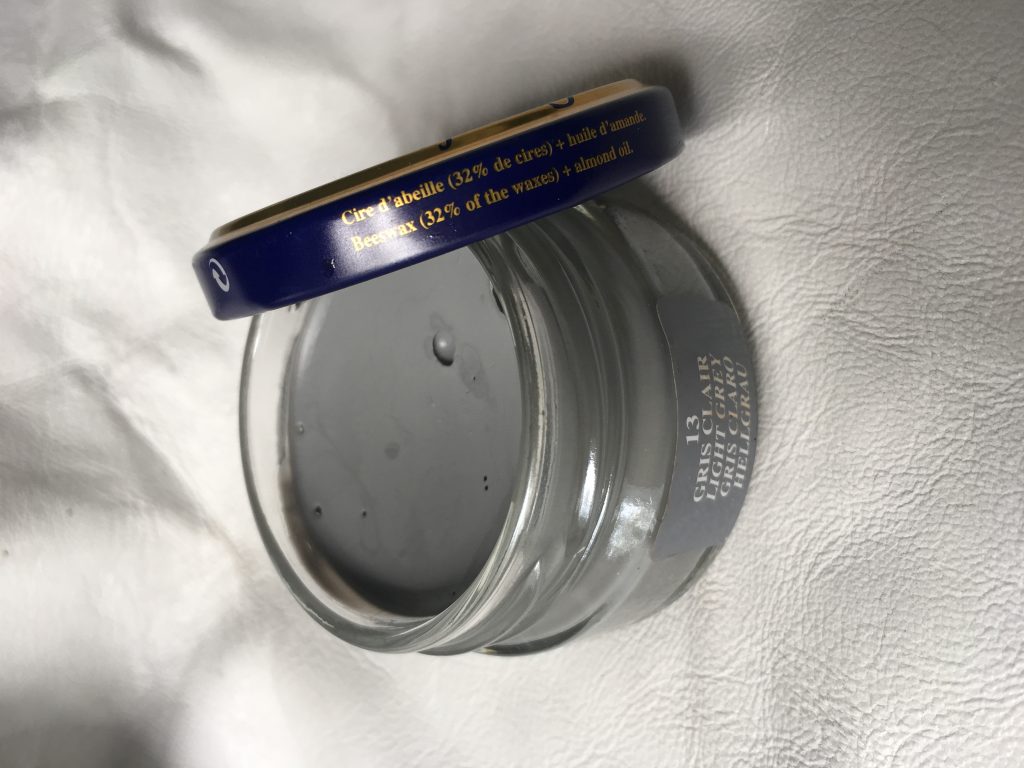 Cire d'abeille (32% de cires) + huile d'amande.
Beeswax (32% of the waxes) + almond oil.
13
GRIS CLAIR
LIGHT GREY
GRIS CLARO
HELLGRAU